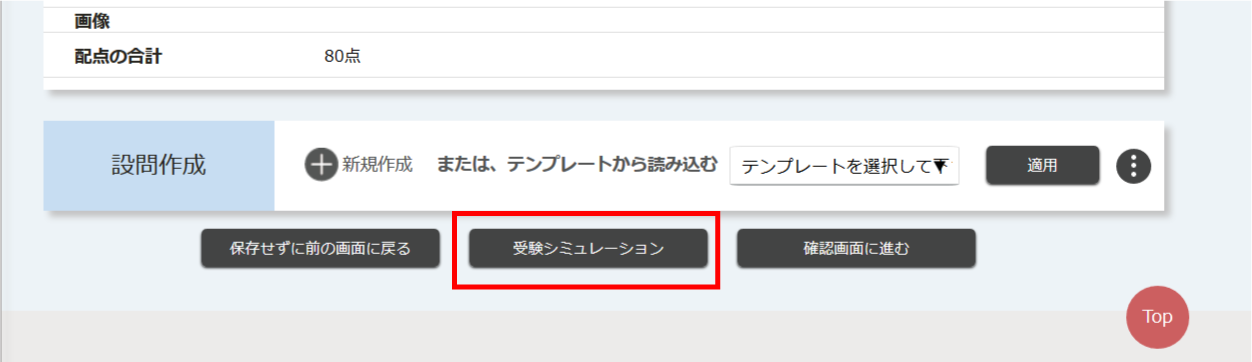 画像
配点の合計 80点
設問作成 新規作成 または、テンプレートから読み込む テンプレートを選択して 適用
保存せずに前の画面に戻る 受験シミュレーション 確認画面に進む
Top